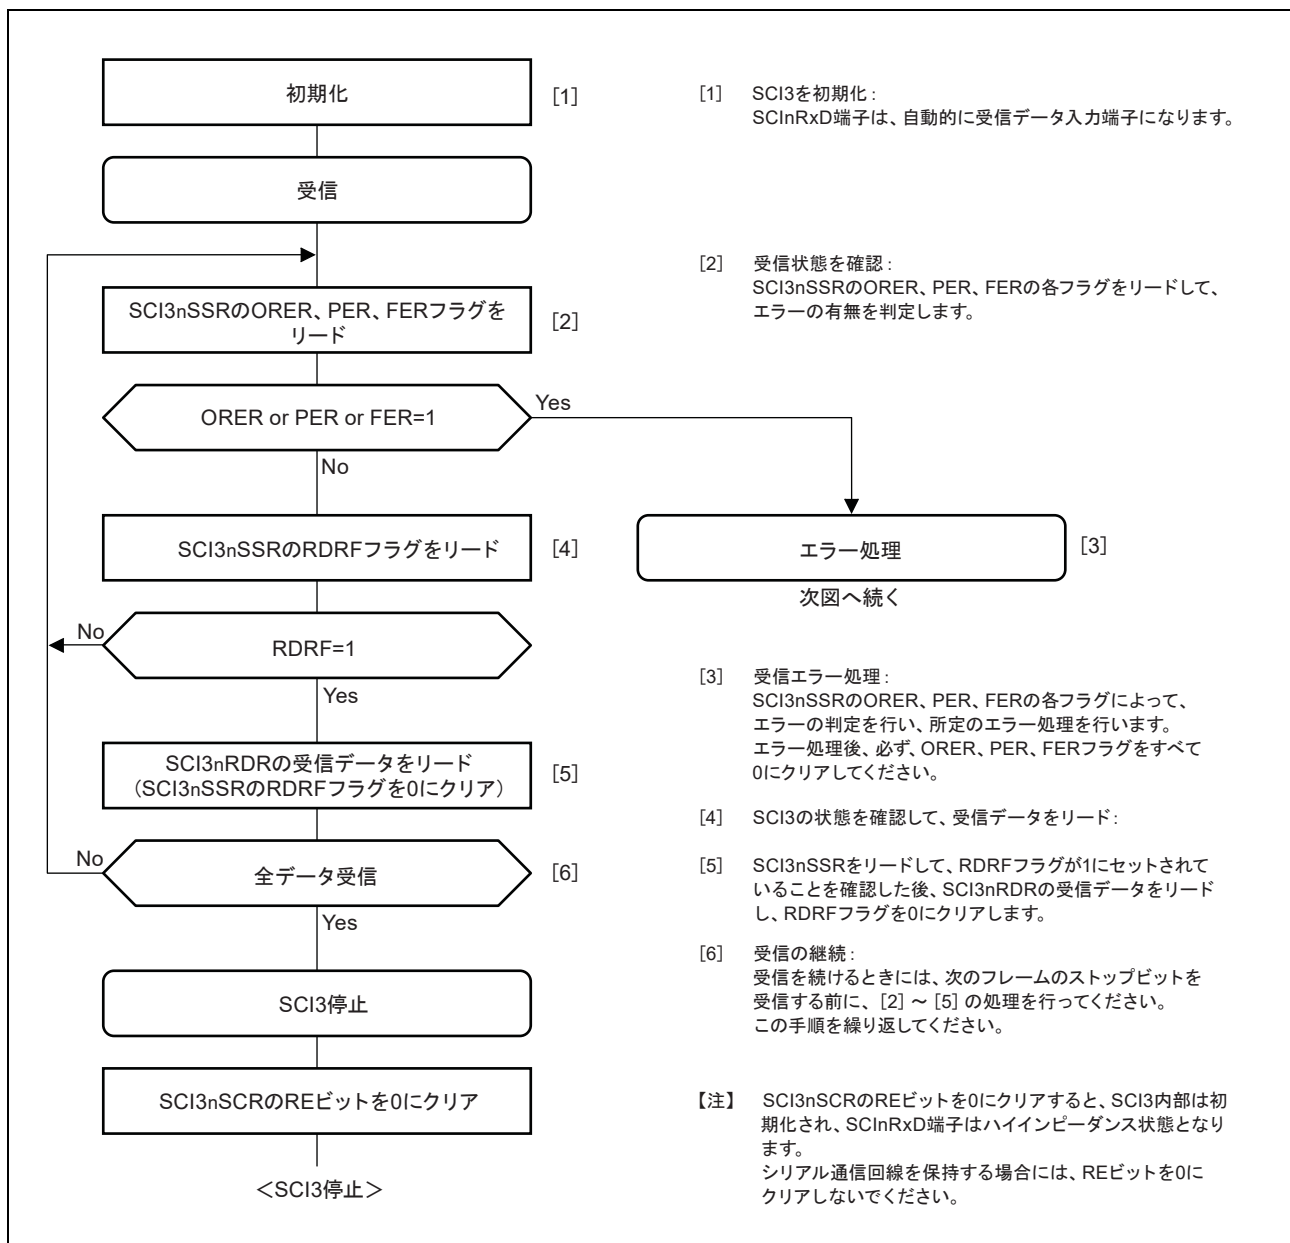 初期化
[1]
受信
SCI3nSSRのORER、PER、FERフラグを
リード
[2]
ORER or PER or FER=1
Yes
No
SCI3nSSRのRDRFフラグをリード
[4]
エラー処理
[3]
次図へ続く
No
RDRF=1
Yes
SCI3nRDRの受信データをリード
（SCI3nSSRのRDRFフラグを0にクリア）
[5]
No
全データ受信
[6]
Yes
SCI3停止
SCI3nSCRのREビットを0にクリア
＜SCI3停止＞
[1] SCI3を初期化：
SCInRxD端子は、自動的に受信データ入力端子になります。
[2] 受信状態を確認：
SCI3nSSRのORER、PER、FERの各フラグをリードして、
エラーの有無を判定します。
[3] 受信エラー処理：
SCI3nSSRのORER、PER、FERの各フラグによって、
エラーの判定を行い、所定のエラー処理を行います。
エラー処理後、必ず、ORER、PER、FERフラグをすべて
0にクリアしてください。
[4] SCI3の状態を確認して、受信データをリード：
[5] SCI3nSSRをリードして、RDRFフラグが1にセットされて
いることを確認した後、SCI3nRDRの受信データをリード
し、RDRFフラグを0にクリアします。
[6] 受信の継続：
受信を続けるときには、次のフレームのストップビットを
受信する前に、［2］～［5］の処理を行ってください。
この手順を繰り返してください。
【注】 SCI3nSCRのREビットを0にクリアすると、SCI3内部は初
期化され、SCInRxD端子はハイインピーダンス状態となり
ます。
シリアル通信回線を保持する場合には、REビットを0に
クリアしないでください。